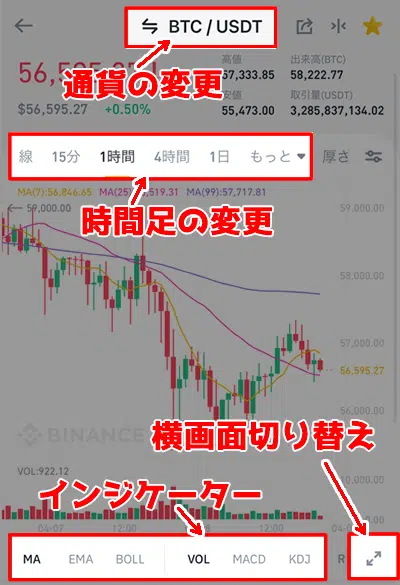 BTC / USDT
56,595.27
高値
57,333.85
出来高(BTC)
58,222.77
通貨の変更
$56,595.27 +0.50%
安値
55,473.00
取引量(USDT)
3,285,837,134.02
線 15分 1時間 4時間 1日 もっと 厚さ
MA(7):56,846.65 MA(25):
519.31 MA(99):57,717.81
時間足の変更
59,000.00
59,000.00
58,000.00
57,000.00
56,595.27
56,000.00
BINANCE
横画面切り替え
VOL:922.12
インジケーター
04-07 12:00
12:00
MA EMA BOLL VOL MACD KDJ R